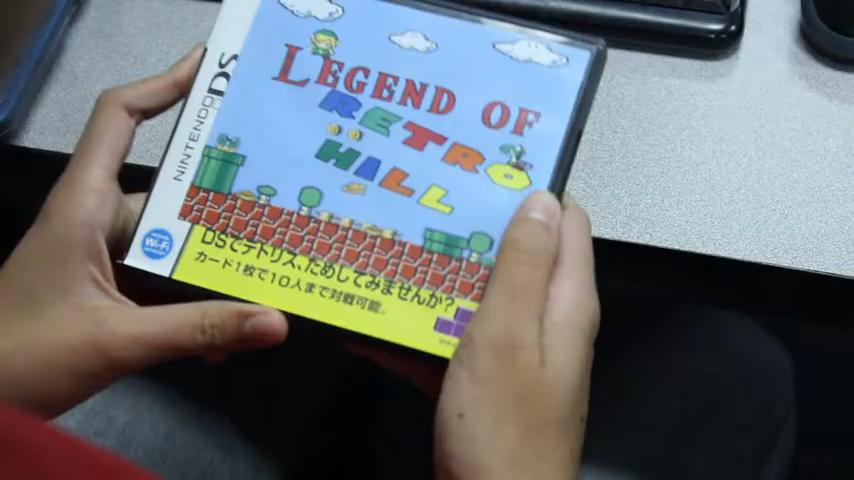 LEGEND OF
RETRO
HILL
NINTENDO DS
Wi-Fi
DSでテトリス、ためしてみませんか?
カード1枚で10人まで対戦可能。